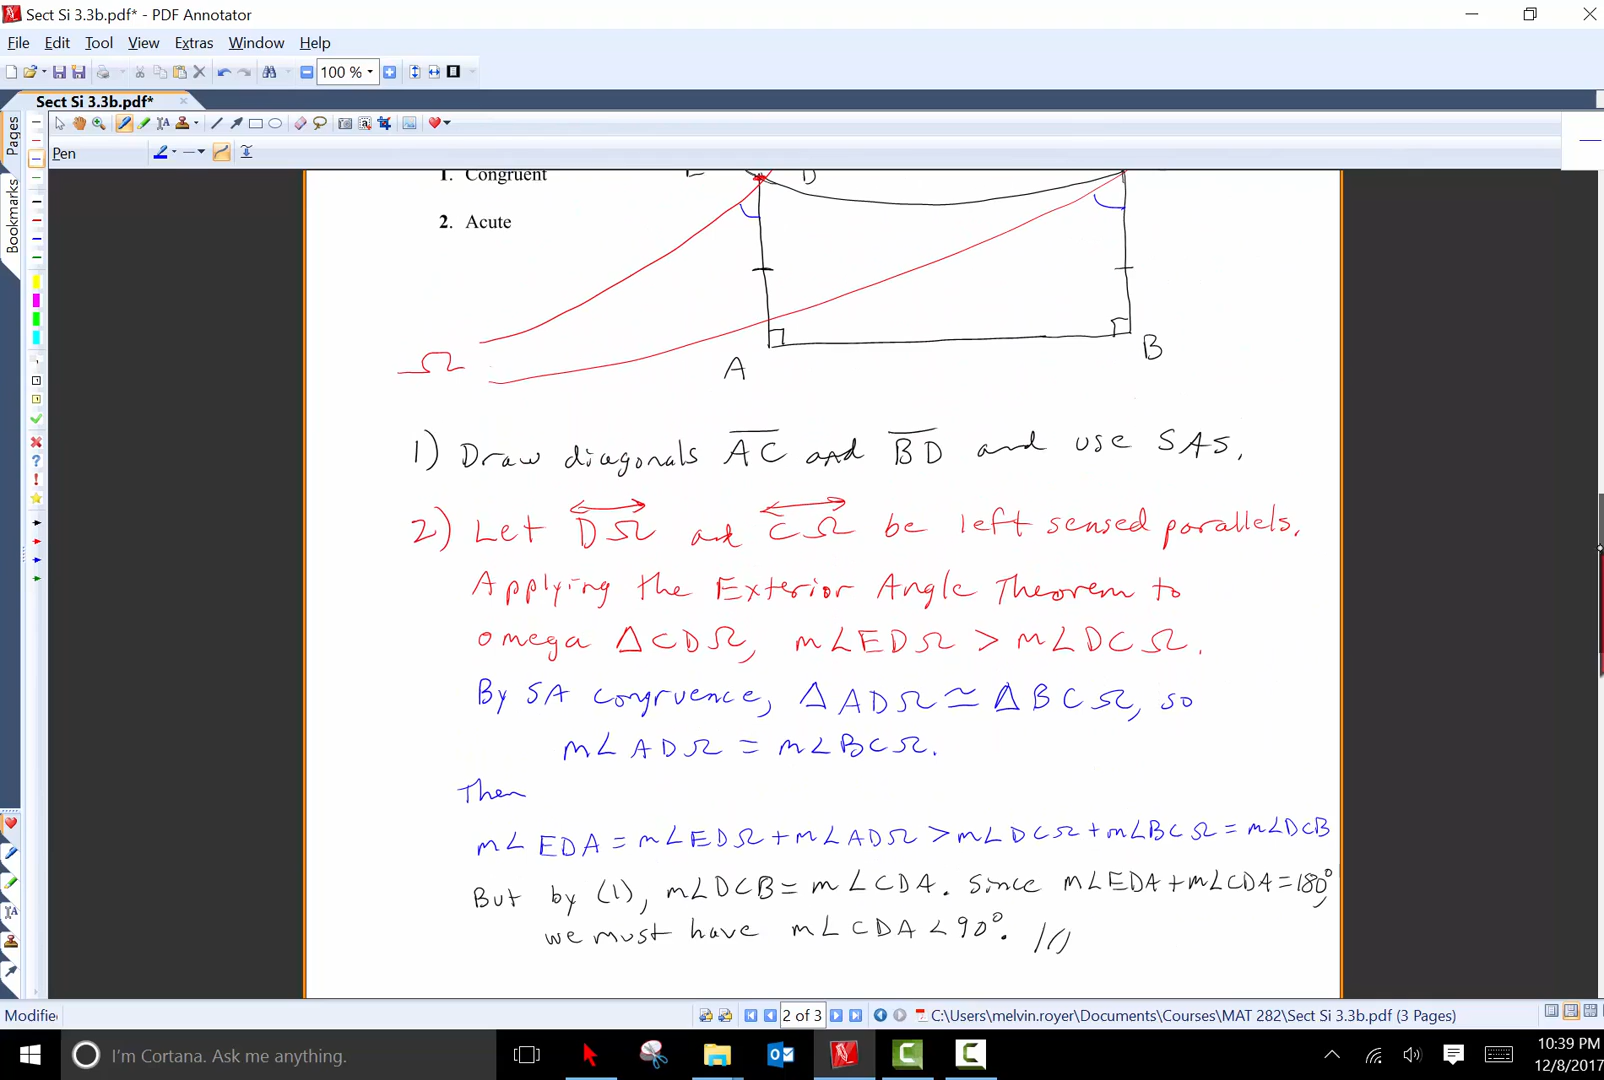 Sect Si 3.3b.pdf* - PDF Annotator
File Edit Tool View Extras Window Help
100 %
Sect Si 3.3b.pdf*
Pen
Pages
Bookmarks
1. Congruent
2. Acute
Ω
A
B
1) Draw diagonals AC and BD and use SAS.
2) Let DΩ and CΩ be left sensed parallels.
Applying the Exterior Angle Theorem to
omega ΔCDΩ, m∠EDΩ > m∠DCΩ.
By SA congruence, ΔADΩ ≅ ΔBCΩ, so
m∠ADΩ = m∠BCΩ.
Then
m∠EDA = m∠EDΩ + m∠ADΩ > m∠DCΩ + m∠BCΩ = m∠DCB
But by (1), m∠DCB = m∠CDA. Since m∠EDA + m∠CDA = 180°,
we must have m∠CDA < 90°. ///
Modifie
2 of 3
C:\Users\melvin.royer\Documents\Courses\MAT 282\Sect Si 3.3b.pdf (3 Pages)
I'm Cortana. Ask me anything.
10:39 PM
12/8/2017